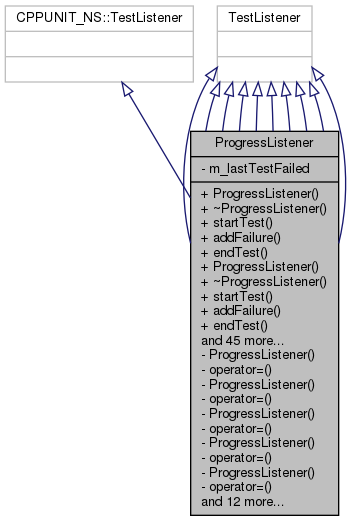 CPPUNIT_NS::TestListener
TestListener
ProgressListener
- m_lastTestFailed
+ ProgressListener()
+ ~ProgressListener()
+ startTest()
+ addFailure()
+ endTest()
+ ProgressListener()
+ ~ProgressListener()
+ startTest()
+ addFailure()
+ endTest()
and 45 more...
- ProgressListener()
- operator=()
- ProgressListener()
- operator=()
- ProgressListener()
- operator=()
- ProgressListener()
- operator=()
- ProgressListener()
- operator=()
and 12 more...